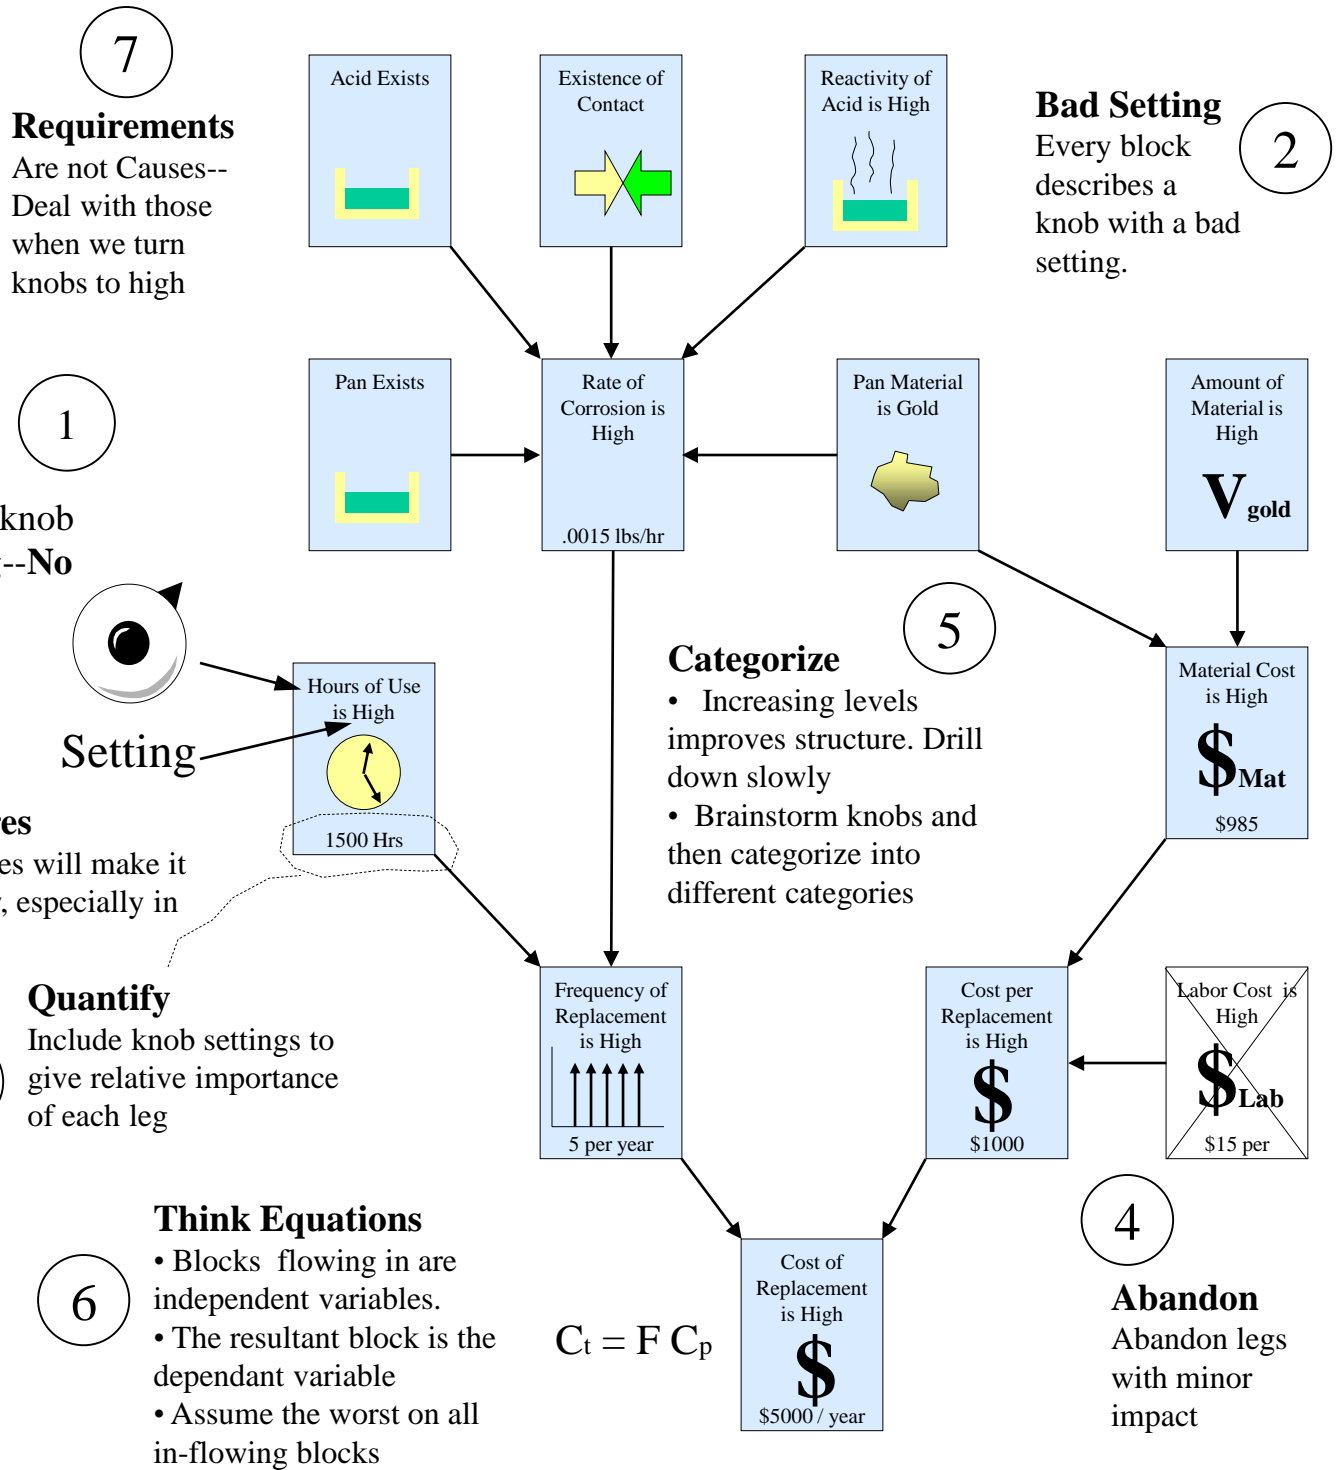 7
Requirements
Are not Causes--
Deal with those
when we turn
knobs to high
Acid Exists
Existence of
Contact
Reactivity of
Acid is High
Bad Setting
Every block
describes a
knob with a bad
setting.
2
1
knob
--No
Pan Exists
Rate of
Corrosion is
High
.0015 lbs/hr
Pan Material
is Gold
Amount of
Material is
High
V gold
Setting
Hours of Use
is High
1500 Hrs
5
Categorize
• Increasing levels
improves structure. Drill
down slowly
• Brainstorm knobs and
then categorize into
different categories
Material Cost
is High
$Mat
$985
es will make it
, especially in
Quantify
Include knob settings to
give relative importance
of each leg
Frequency of
Replacement
is High
5 per year
Cost per
Replacement
is High
$
$1000
Labor Cost is
High
$Lab
$15 per
6
Think Equations
• Blocks flowing in are
independent variables.
• The resultant block is the
dependant variable
• Assume the worst on all
in-flowing blocks
Ct = F Cp
Cost of
Replacement
is High
$
$5000 / year
4
Abandon
Abandon legs
with minor
impact